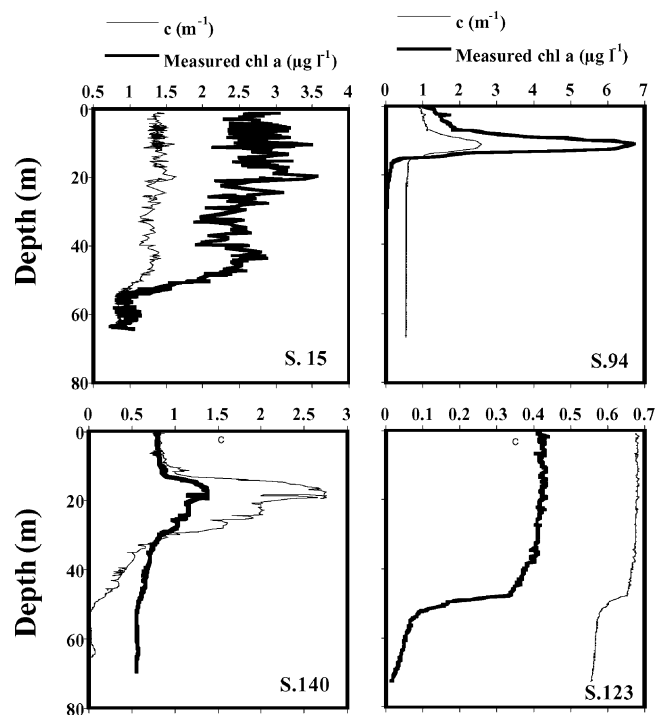 c (m⁻¹)
Measured chl a (µg l⁻¹)
0.5 1 1.5 2 2.5 3 3.5 4
0
20
40
60
80
Depth (m)
S. 15
c (m⁻¹)
Measured chl a (µg l⁻¹)
0 1 2 3 4 5 6 7
S.94
0 0.5 1 1.5 2 2.5 3
0
20
40
60
80
Depth (m)
c
S.140
0 0.1 0.2 0.3 0.4 0.5 0.6 0.7
c
S.123